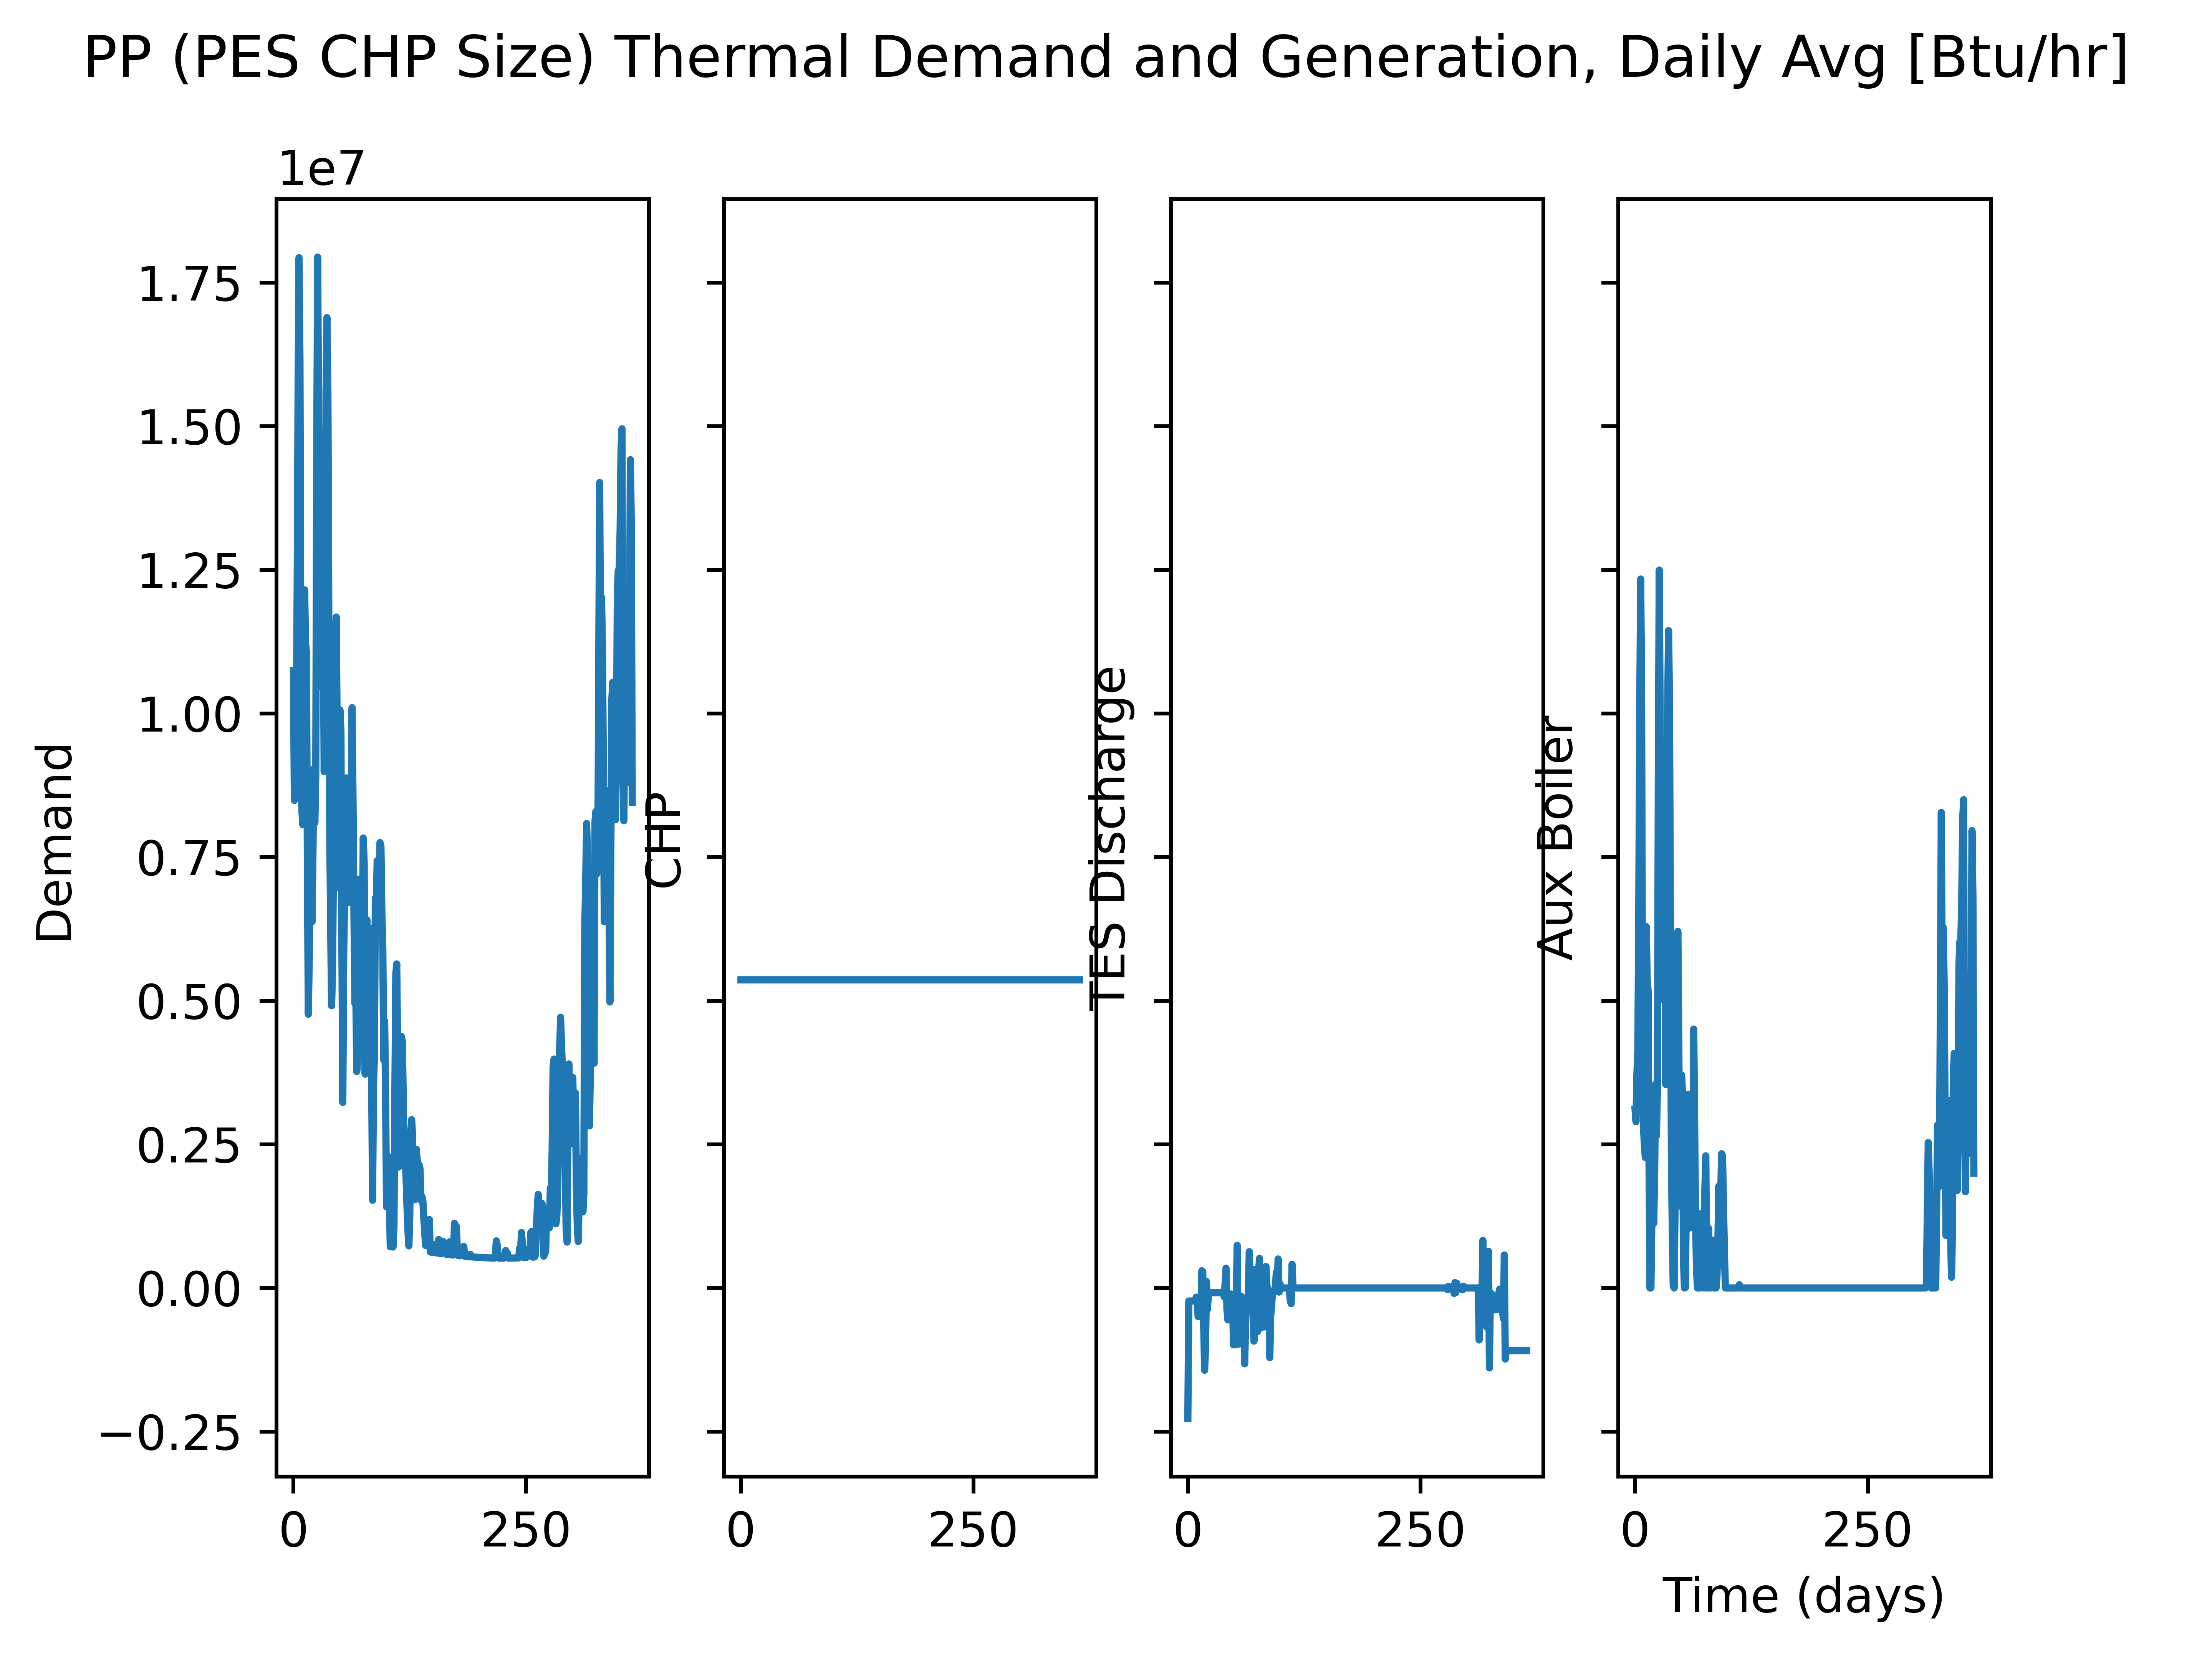 PP (PES CHP Size) Thermal Demand and Generation, Daily Avg [Btu/hr]
1e7
1.75
1.50
1.25
1.00
0.75
0.50
0.25
0.00
−0.25
Demand
CHP
TES Discharge
Aux Boiler
0 250 0 250 0 250 0 250
Time (days)